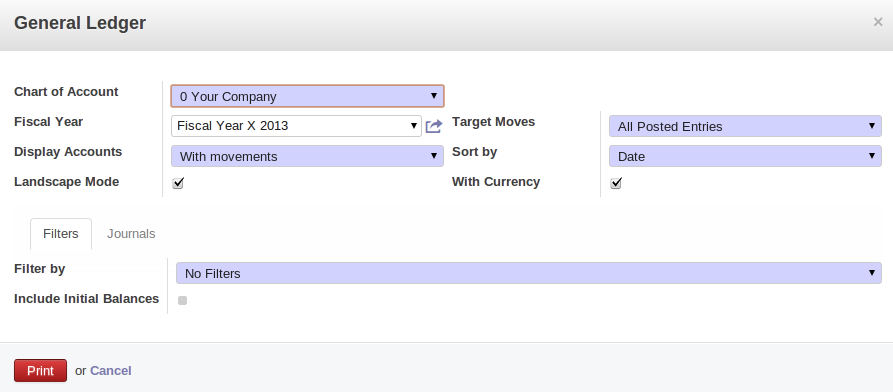 General Ledger ×
Chart of Account 0 Your Company
Fiscal Year Fiscal Year X 2013 Target Moves All Posted Entries
Display Accounts With movements Sort by Date
Landscape Mode With Currency
Filters Journals
Filter by No Filters
Include Initial Balances
Print or Cancel